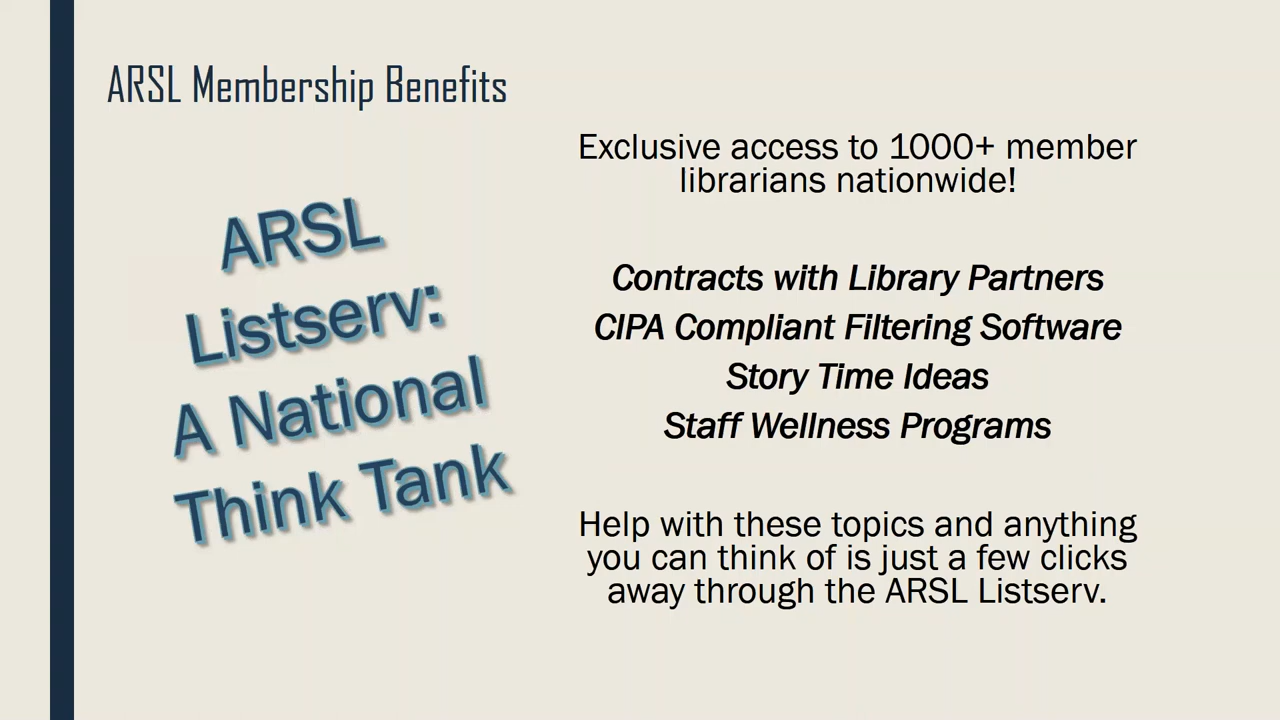 ARSL Membership Benefits
ARSL
Listserv:
A National
Think Tank
Exclusive access to 1000+ member
librarians nationwide!
Contracts with Library Partners
CIPA Compliant Filtering Software
Story Time Ideas
Staff Wellness Programs
Help with these topics and anything
you can think of is just a few clicks
away through the ARSL Listserv.